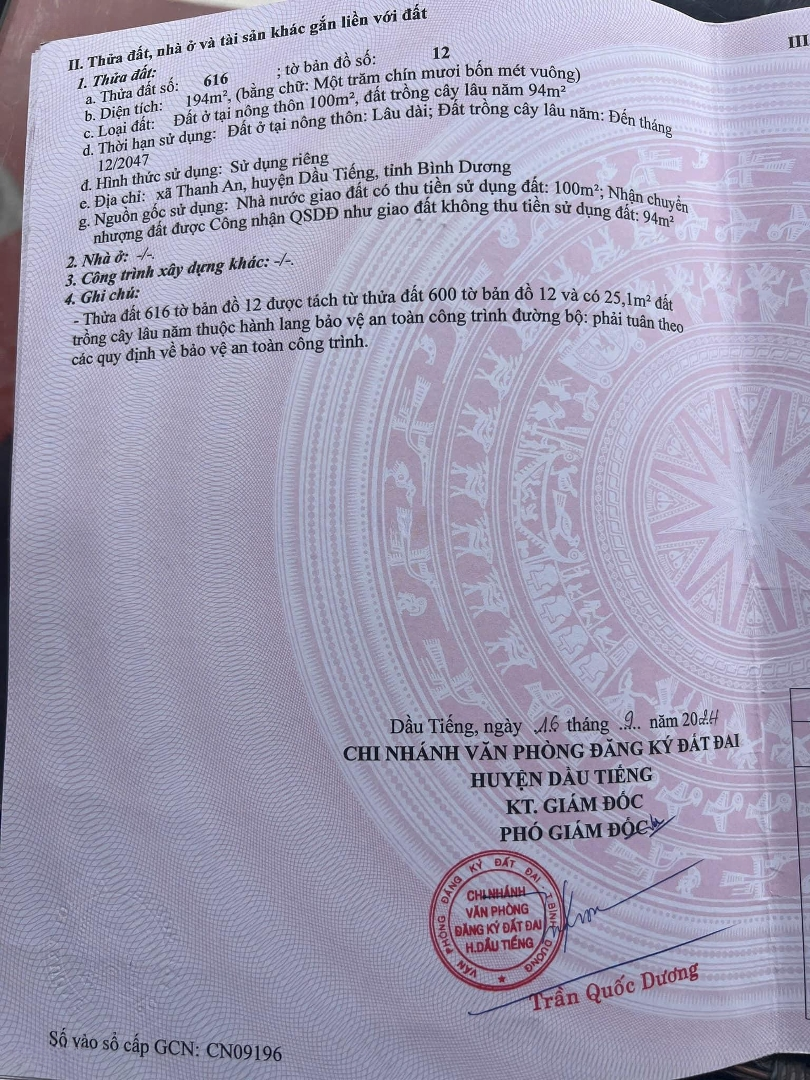 II. Thửa đất, nhà ở và tài sản khác gắn liền với đất
III
1. Thửa đất:
a. Thửa đất số: 616 ; tờ bản đồ số: 12
b. Diện tích: 194m², (bằng chữ: Một trăm chín mươi bốn mét vuông)
c. Loại đất: Đất ở tại nông thôn 100m², đất trồng cây lâu năm 94m²
d. Thời hạn sử dụng: Đất ở tại nông thôn: Lâu dài; Đất trồng cây lâu năm: Đến tháng
12/2047
đ. Hình thức sử dụng: Sử dụng riêng
e. Địa chỉ: xã Thanh An, huyện Dầu Tiếng, tỉnh Bình Dương
g. Nguồn gốc sử dụng: Nhà nước giao đất có thu tiền sử dụng đất: 100m²; Nhận chuyển
nhượng đất được Công nhận QSDĐ như giao đất không thu tiền sử dụng đất: 94m²
2. Nhà ở: -/-.
3. Công trình xây dựng khác: -/-.
4. Ghi chú:
- Thửa đất 616 tờ bản đồ 12 được tách từ thửa đất 600 tờ bản đồ 12 và có 25,1m² đất
trồng cây lâu năm thuộc hành lang bảo vệ an toàn công trình đường bộ: phải tuân theo
các quy định về bảo vệ an toàn công trình.
Dầu Tiếng, ngày 16 tháng .9.. năm 2024
CHI NHÁNH VĂN PHÒNG ĐĂNG KÝ ĐẤT ĐAI
HUYỆN DẦU TIẾNG
KT. GIÁM ĐỐC
PHÓ GIÁM ĐỐC
VĂN PHÒNG ĐĂNG KÝ ĐẤT ĐAI T.BÌNH DƯƠNG
CHI NHÁNH
VĂN PHÒNG
ĐĂNG KÝ ĐẤT ĐAI
H.DẦU TIẾNG
Trần Quốc Dương
Số vào sổ cấp GCN: CN09196